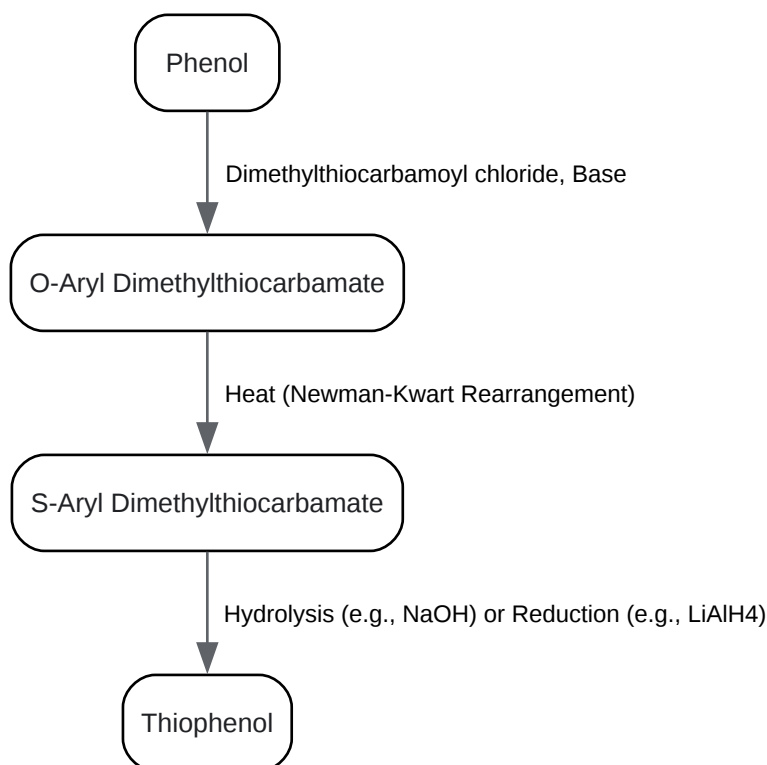 Phenol
Dimethylthiocarbamoyl chloride, Base
O-Aryl Dimethylthiocarbamate
Heat (Newman-Kwart Rearrangement)
S-Aryl Dimethylthiocarbamate
Hydrolysis (e.g., NaOH) or Reduction (e.g., LiAlH4)
Thiophenol